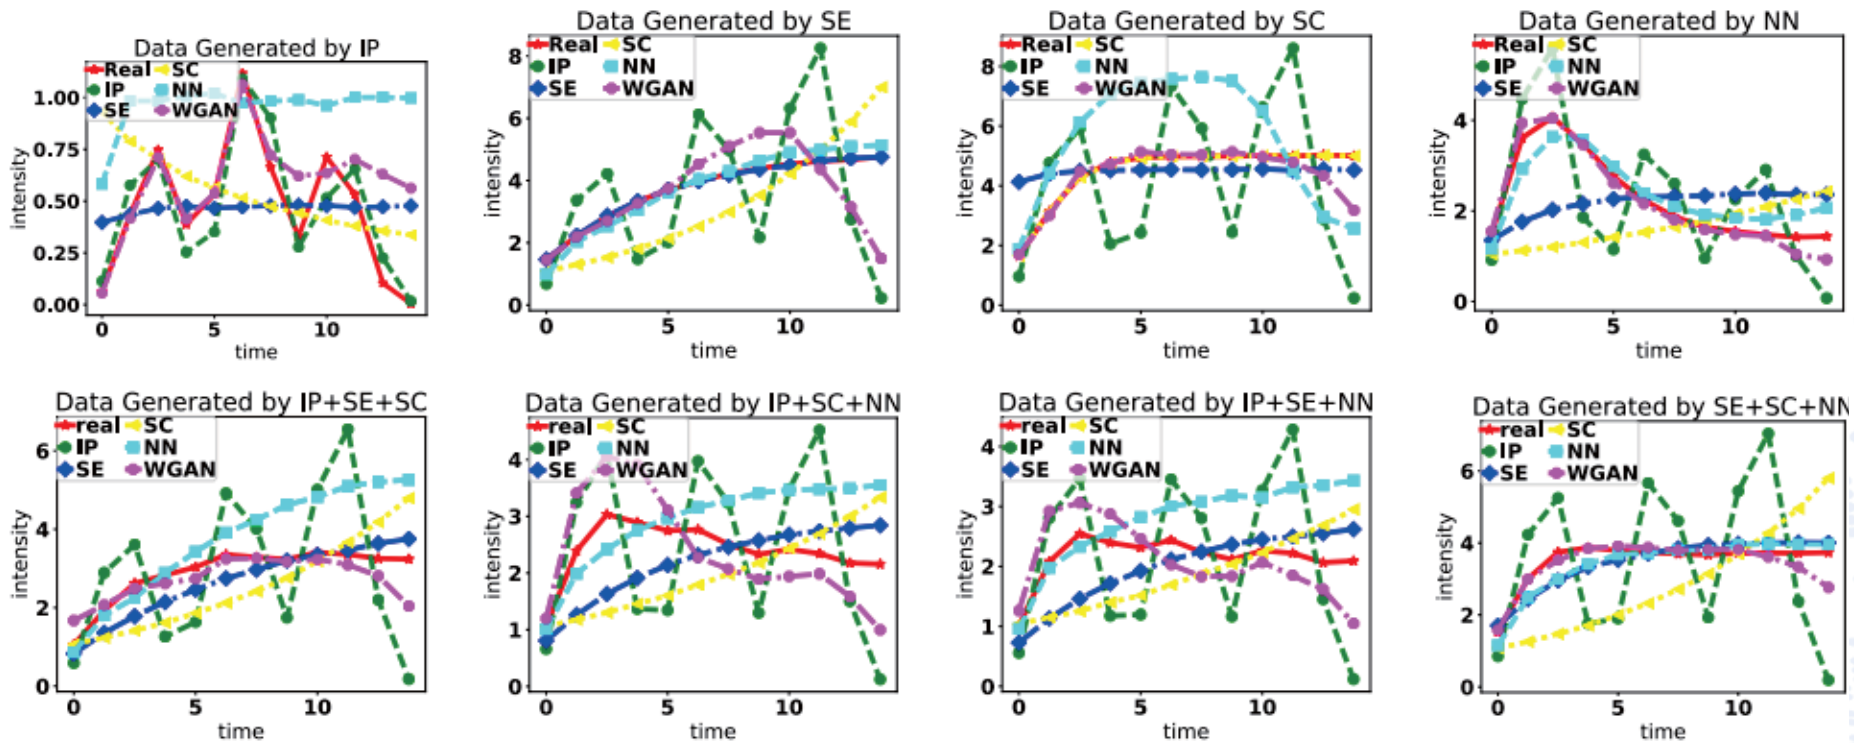 Data Generated by IP
Real SC
IP NN
SE WGAN
1.00
0.75
0.50
0.25
0.00
intensity
0 5 10
time
Data Generated by SE
Real SC
IP NN
SE WGAN
8
6
4
2
0
intensity
0 5 10
time
Data Generated by SC
Real SC
IP NN
SE WGAN
8
6
4
2
0
intensity
0 5 10
time
Data Generated by NN
Real SC
IP NN
SE WGAN
4
2
0
intensity
0 5 10
time
Data Generated by IP+SE+SC
real SC
IP NN
SE WGAN
6
4
2
0
intensity
0 5 10
time
Data Generated by IP+SC+NN
real SC
IP NN
SE WGAN
4
3
2
1
0
intensity
0 5 10
time
Data Generated by IP+SE+NN
real SC
IP NN
SE WGAN
4
3
2
1
0
intensity
0 5 10
time
Data Generated by SE+SC+NN
real SC
IP NN
SE WGAN
6
4
2
0
intensity
0 5 10
time